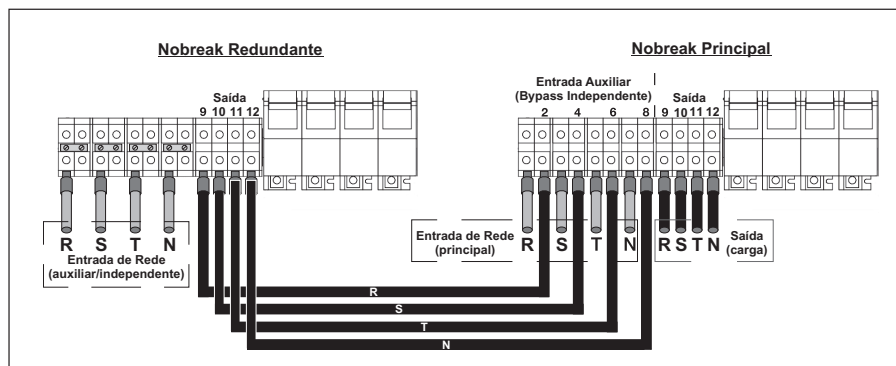 Nobreak Redundante
Nobreak Principal
Saída
9 10 11 12
Entrada Auxiliar
(Bypass Independente)
2 4 6 8
Saída
9 10 11 12
R S T N
Entrada de Rede
(auxiliar/independente)
Entrada de Rede
(principal)
R S T N
R S T N
Saída
(carga)
R
S
T
N